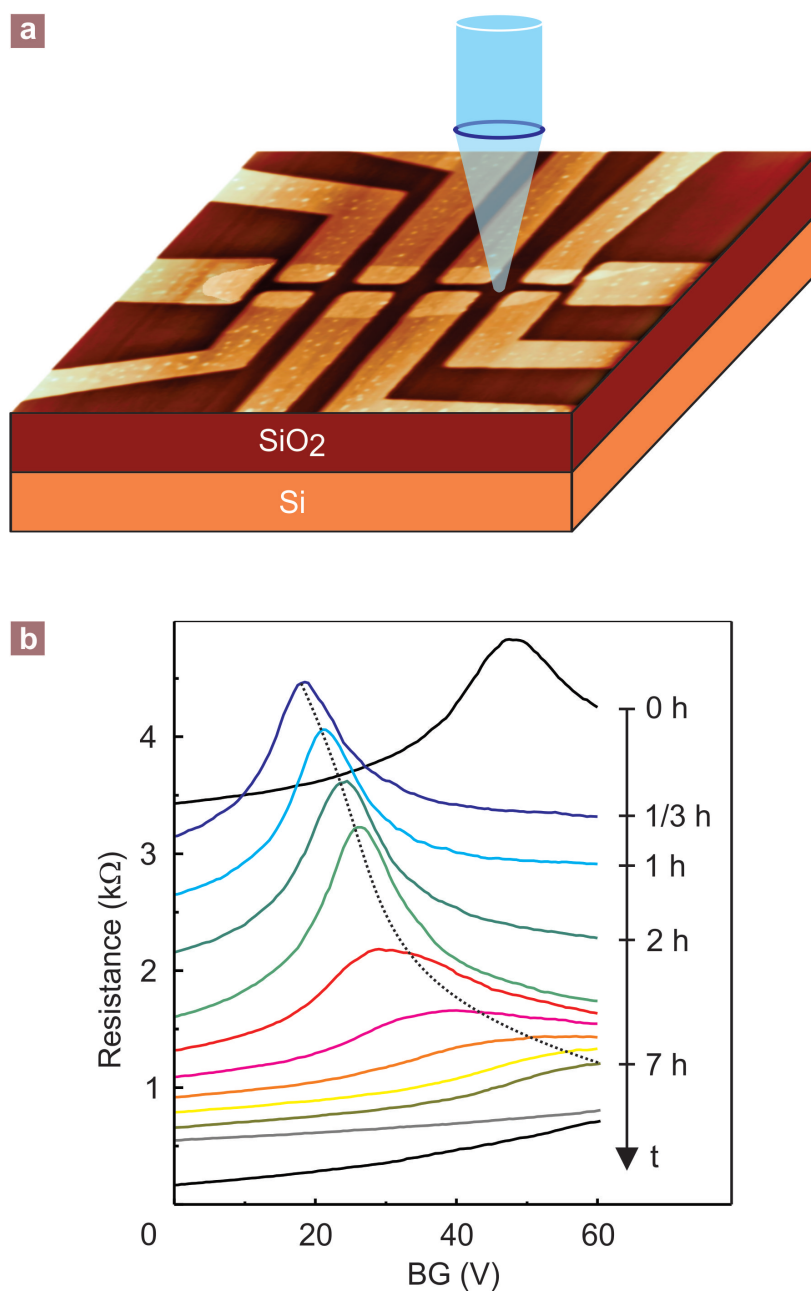 a
SiO2
Si
b
Resistance (kΩ)
4
3
2
1
0
20
40
60
BG (V)
0 h
1/3 h
1 h
2 h
7 h
t